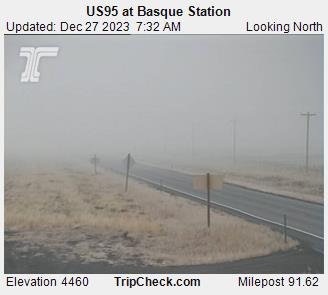 US95 at Basque Station
Updated: Dec 27 2023 7:32 AM Looking North
Elevation 4460 TripCheck.com Milepost 91.62